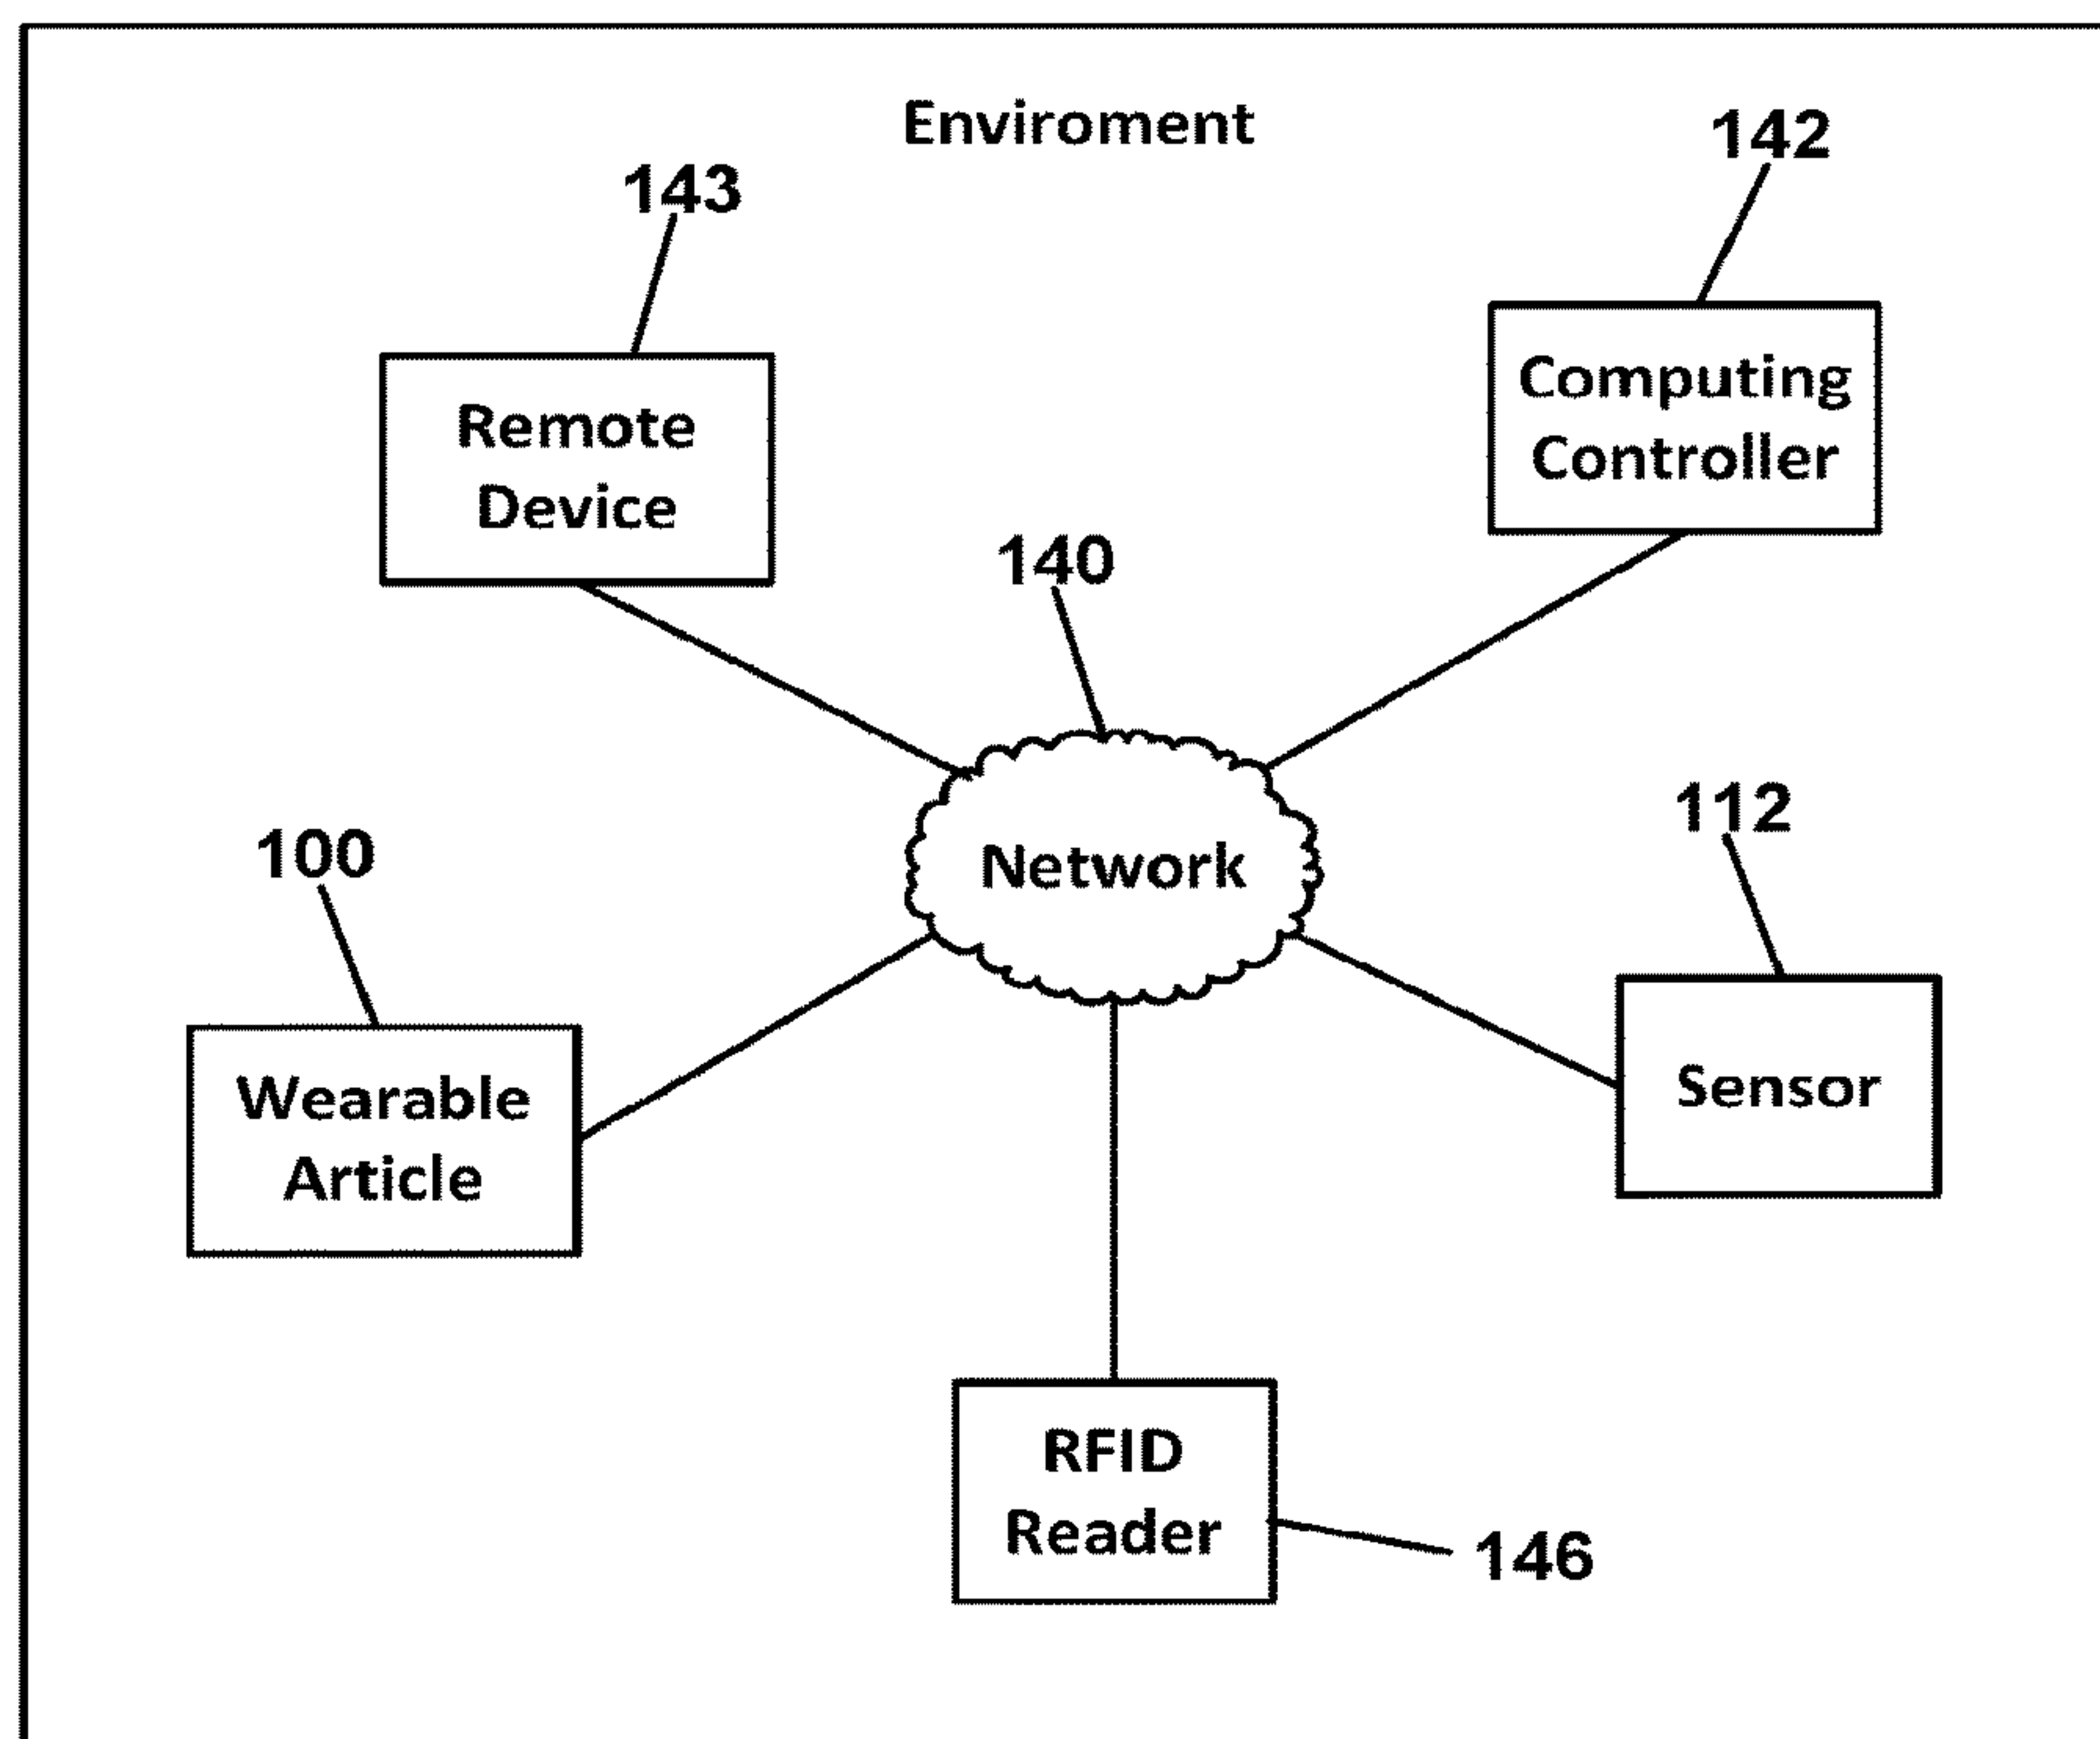 Enviroment
142
143
Computing
Controller
Remote
Device
140
112
100
Network
Sensor
Wearable
Article
RFID
Reader
146